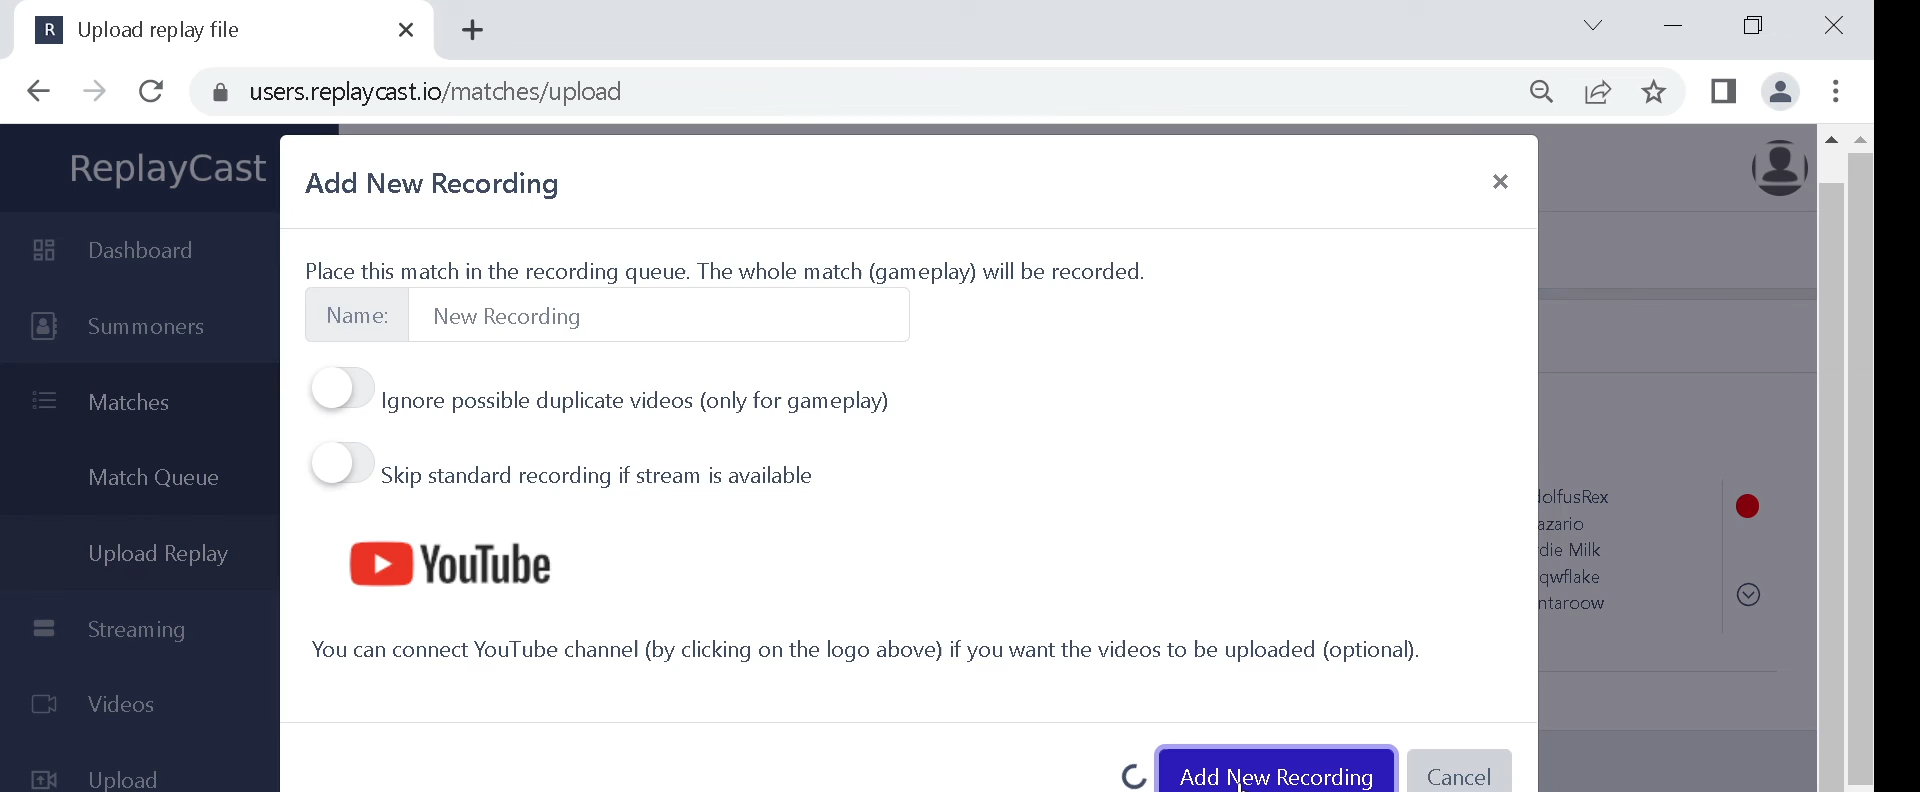 R Upload replay file
users.replaycast.io/matches/upload
ReplayCast
Dashboard
Summoners
Matches
Match Queue
Upload Replay
Streaming
Videos
Upload
Add New Recording
Place this match in the recording queue. The whole match (gameplay) will be recorded.
Name: New Recording
Ignore possible duplicate videos (only for gameplay)
Skip standard recording if stream is available
YouTube
You can connect YouTube channel (by clicking on the logo above) if you want the videos to be uploaded (optional).
Add New Recording Cancel
olfusRex
azario
die Milk
qwflake
ntaroow